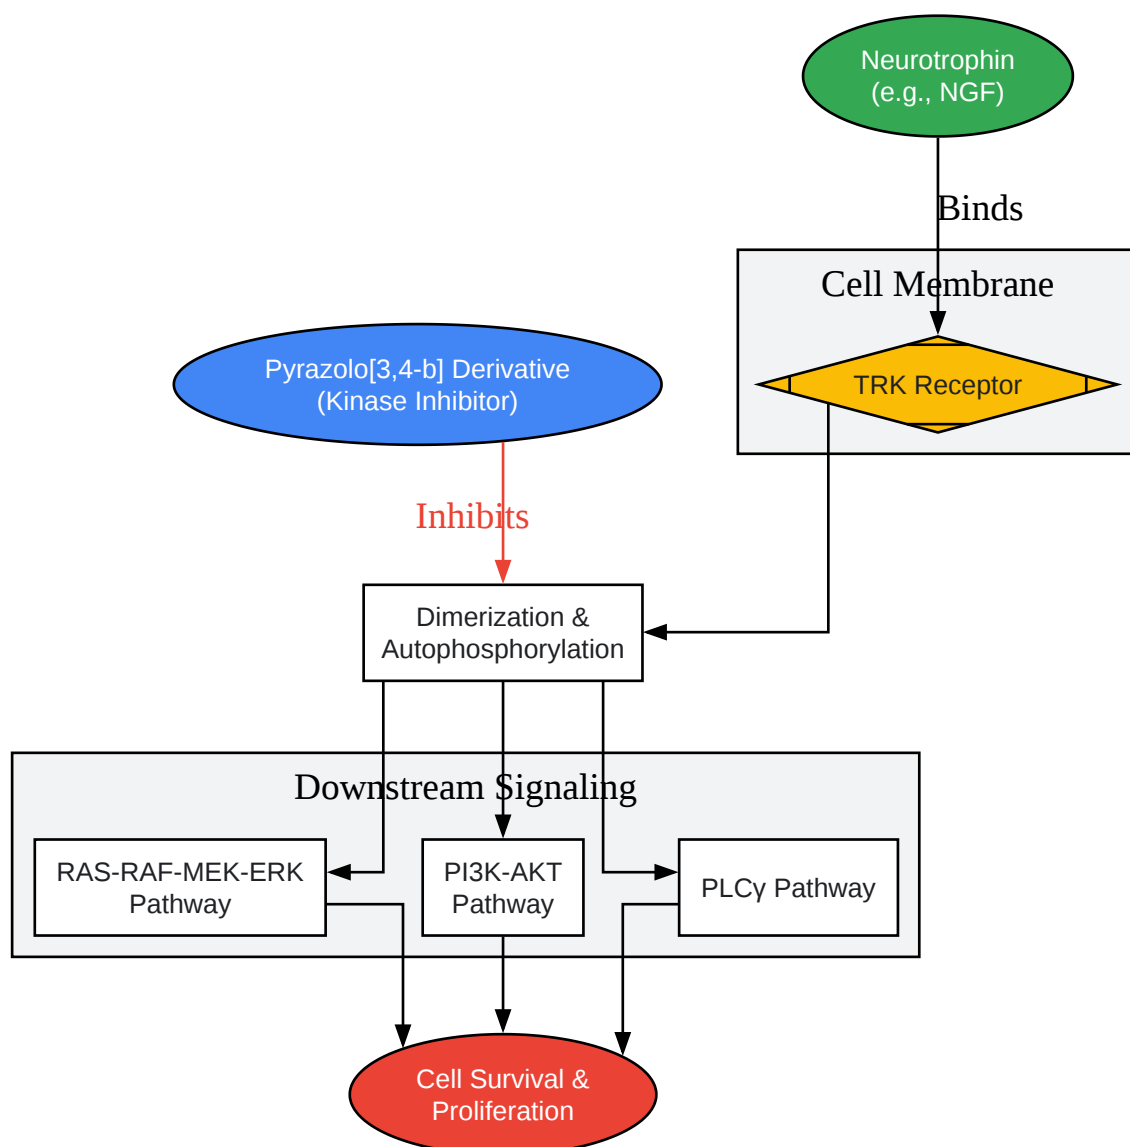 Neurotrophin
(e.g., NGF)
Binds
Cell Membrane
TRK Receptor
Pyrazolo[3,4-b] Derivative
(Kinase Inhibitor)
Inhibits
Dimerization &
Autophosphorylation
Downstream Signaling
RAS-RAF-MEK-ERK
Pathway
PI3K-AKT
Pathway
PLCγ Pathway
Cell Survival &
Proliferation